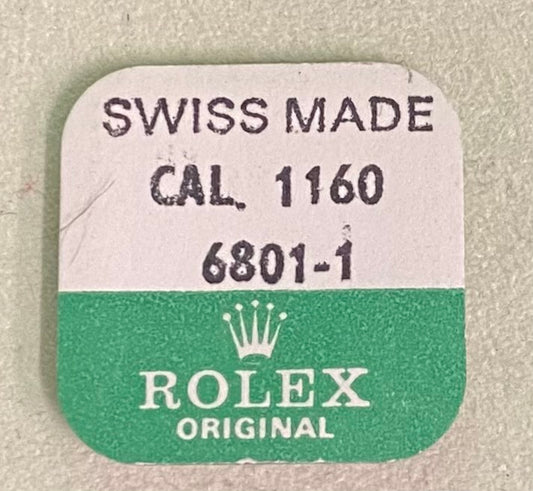 SWISS MADE
CAL. 1160
6801-1
ROLEX
ORIGINAL